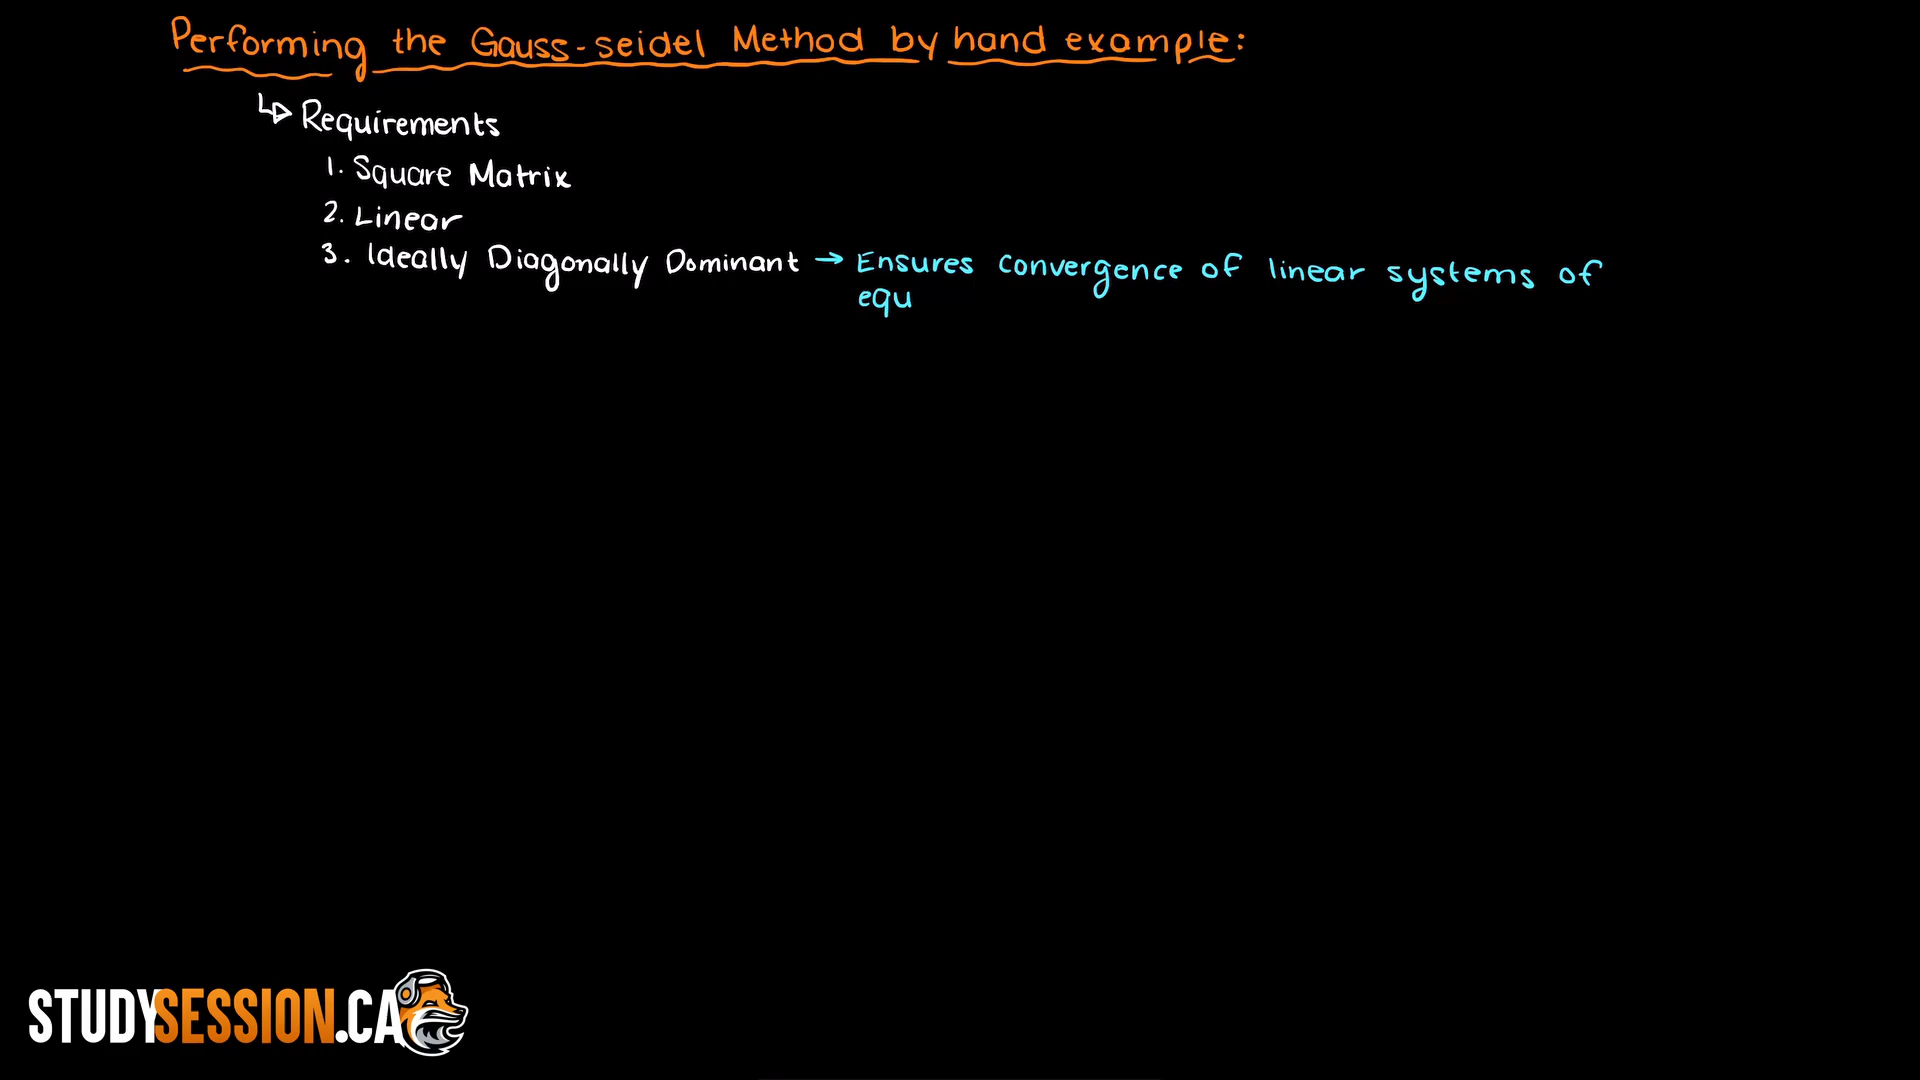 Performing the Gauss-seidel Method by hand example:
Requirements
1. Square Matrix
2. Linear
3. Ideally Diagonally Dominant → Ensures convergence of linear systems of
equ
STUDYSESSION.CA